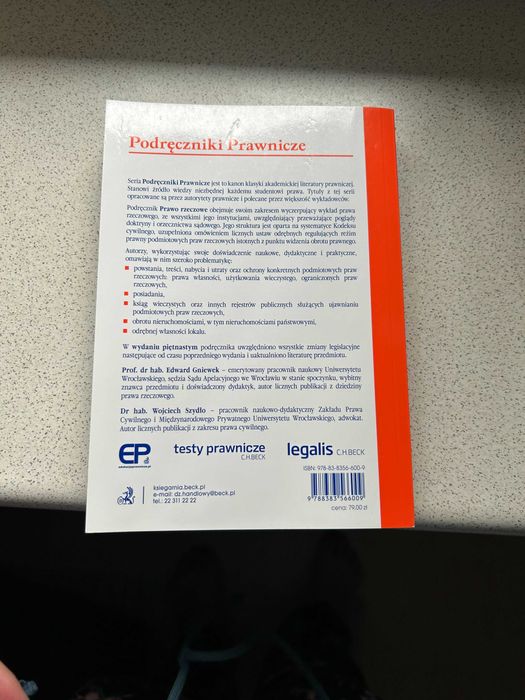 Podręczniki Prawnicze
Seria Podręczniki Prawnicze jest to kanon klasyki akademickiej literatury prawniczej.
Stanowi źródło wiedzy niezbędnej każdemu studentowi prawa. Tytuły z tej serii
opracowane są przez autorytety prawnicze i polecane przez większość wykładowców.
Podręcznik Prawo rzeczowe obejmuje swoim zakresem wyczerpujący wykład prawa
rzeczowego, ze wszystkimi jego instytucjami, uwzględniający przeważające poglądy
doktryny i orzecznictwa sądowego. Jego struktura jest oparta na systematyce Kodeksu
cywilnego, uzupełniona omówieniem licznych ustaw odrębnych regulujących reżim
prawny podmiotowych praw rzeczowych istotnych z punktu widzenia obrotu prawnego.
Autorzy, wykorzystując swoje doświadczenie naukowe, dydaktyczne i praktyczne,
omawiają w nim szeroko problematykę:
▪ powstania, treści, nabycia i utraty oraz ochrony konkretnych podmiotowych praw
rzeczowych: prawa własności, użytkowania wieczystego, ograniczonych praw
rzeczowych,
▪ posiadania,
▪ ksiąg wieczystych oraz innych rejestrów publicznych służących ujawnianiu
podmiotowych praw rzeczowych,
▪ obrotu nieruchomościami, w tym nieruchomościami państwowymi,
▪ odrębnej własności lokalu.
W wydaniu piętnastym podręcznika uwzględniono wszystkie zmiany legislacyjne
następujące od czasu poprzedniego wydania i uaktualniono literaturę przedmiotu.
Prof. dr hab. Edward Gniewek – emerytowany pracownik naukowy Uniwersytetu
Wrocławskiego, sędzia Sądu Apelacyjnego we Wrocławiu w stanie spoczynku, wybitny
znawca przedmiotu i doświadczony dydaktyk, autor licznych publikacji z dziedziny
prawa rzeczowego.
Dr hab. Wojciech Szydło – pracownik naukowo-dydaktyczny Zakładu Prawa
Cywilnego i Międzynarodowego Prywatnego Uniwersytetu Wrocławskiego, adwokat.
Autor licznych publikacji z zakresu prawa cywilnego.
EP
edukacjaprawnicza.pl
testy prawnicze
C.H.BECK
legalis C.H.BECK
ISBN: 978-83-8356-600-9
9 788383 566009
cena: 79,00 zł
ksiegarnia.beck.pl
e-mail: dz.handlowy@beck.pl
tel.: 22 311 22 22